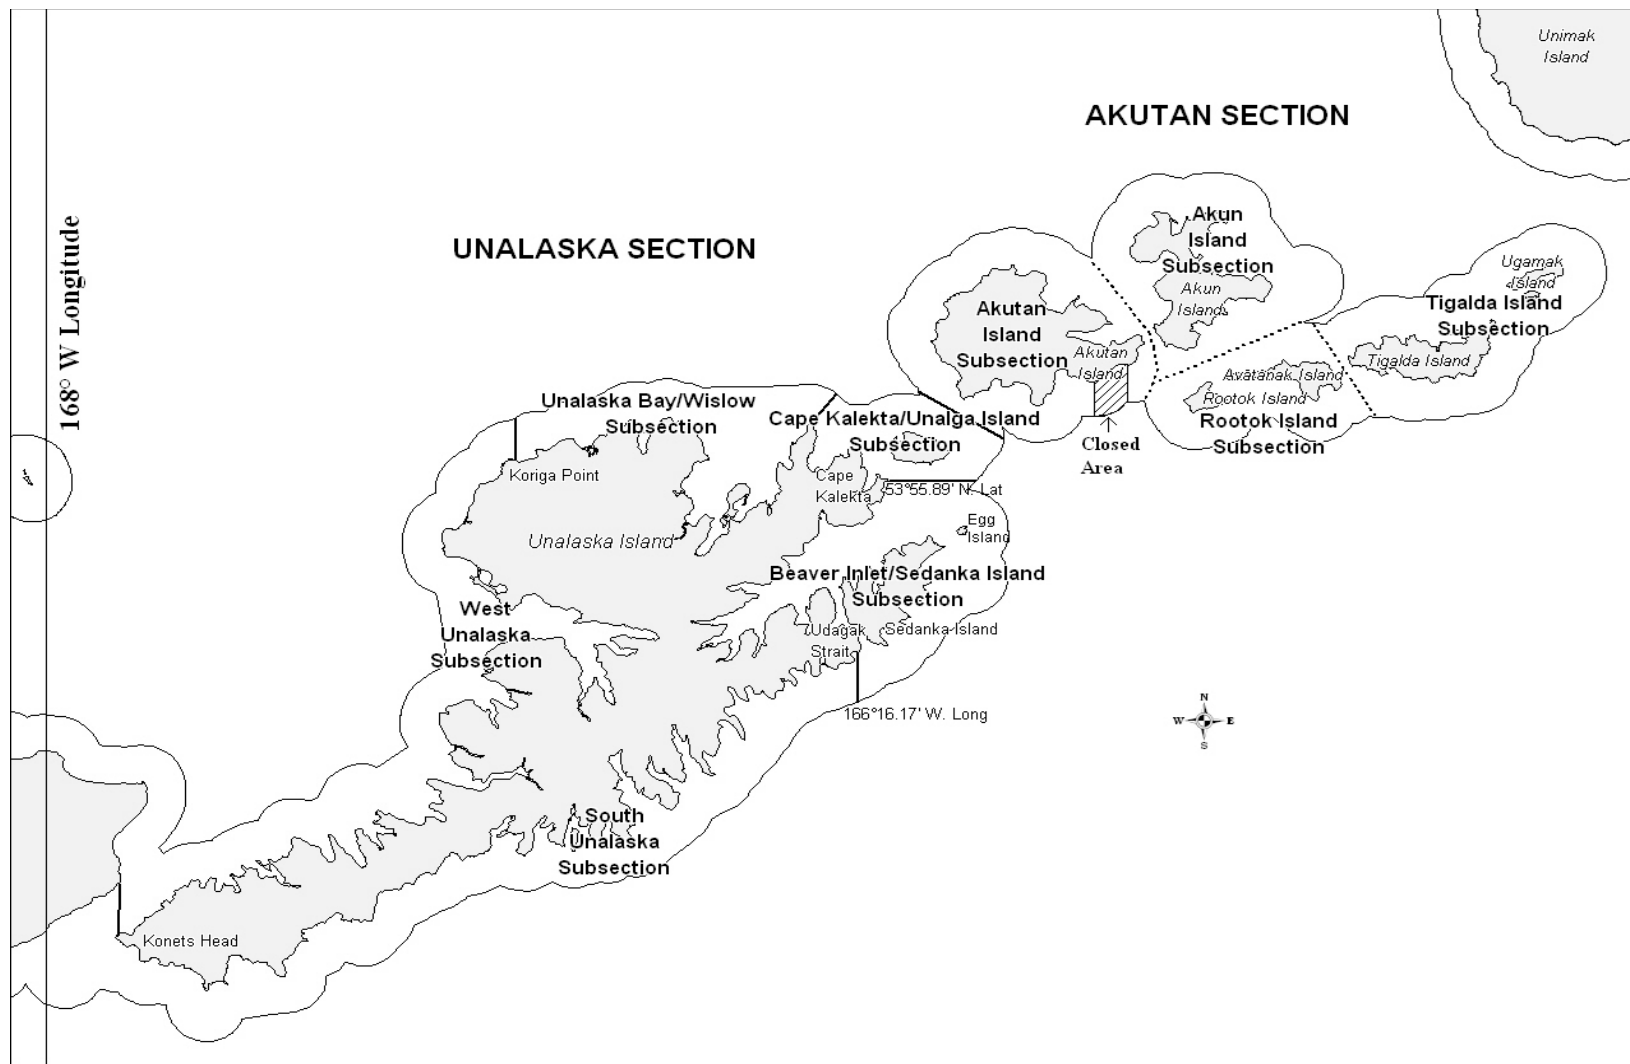 Unimak
Island
AKUTAN SECTION
168° W Longitude
UNALASKA SECTION
Akun
Island
Subsection
Akun
Island
Ugamak
Island
Tigalda Island
Subsection
Tigalda Island
Akutan
Island
Subsection
Akutan
Island
Avatanak Island
Rootok Island
Rootok Island
Subsection
Closed
Area
Unalaska Bay/Wislow
Subsection
Cape Kalekta/Unalga Island
Subsection
Koriga Point
Cape
Kalekta
53°55.89' N. Lat
Egg
Island
Unalaska Island
Beaver Inlet/Sedanka Island
Subsection
West
Unalaska
Subsection
Udagak
Strait
Sedanka Island
166°16.17' W. Long
N
W
E
S
South
Unalaska
Subsection
Konets Head